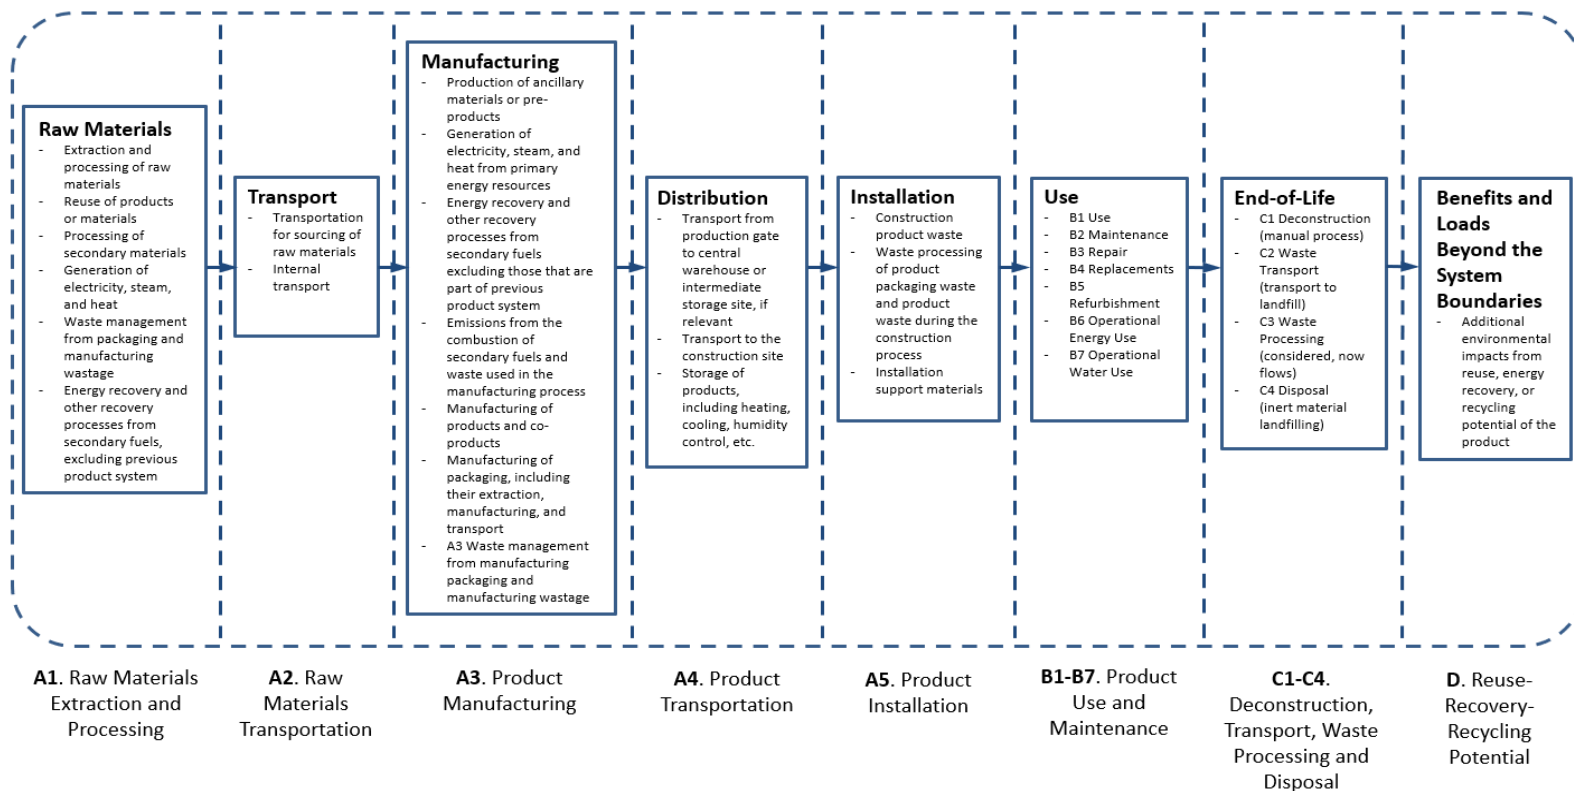 Raw Materials
- Extraction and
processing of raw
materials
- Reuse of products
or materials
- Processing of
secondary materials
- Generation of
electricity, steam,
and heat
- Waste management
from packaging and
manufacturing
wastage
- Energy recovery and
other recovery
processes from
secondary fuels,
excluding previous
product system
Transport
- Transportation
for sourcing of
raw materials
- Internal
transport
Manufacturing
- Production of ancillary
materials or pre-
products
- Generation of
electricity, steam, and
heat from primary
energy resources
- Energy recovery and
other recovery
processes from
secondary fuels
excluding those that are
part of previous
product system
- Emissions from the
combustion of
secondary fuels and
waste used in the
manufacturing process
- Manufacturing of
products and co-
products
- Manufacturing of
packaging, including
their extraction,
manufacturing, and
transport
- A3 Waste management
from manufacturing
packaging and
manufacturing wastage
Distribution
- Transport from
production gate
to central
warehouse or
intermediate
storage site, if
relevant
- Transport to the
construction site
- Storage of
products,
including heating,
cooling, humidity
control, etc.
Installation
- Construction
product waste
- Waste processing
of product
packaging waste
and product
waste during the
construction
process
- Installation
support materials
Use
- B1 Use
- B2 Maintenance
- B3 Repair
- B4 Replacements
- B5
Refurbishment
- B6 Operational
Energy Use
- B7 Operational
Water Use
End-of-Life
- C1 Deconstruction
(manual process)
- C2 Waste
Transport
(transport to
landfill)
- C3 Waste
Processing
(considered, now
flows)
- C4 Disposal
(inert material
landfilling)
Benefits and
Loads
Beyond the
System
Boundaries
- Additional
environmental
impacts from
reuse, energy
recovery, or
recycling
potential of the
product
A1. Raw Materials
Extraction and
Processing
A2. Raw
Materials
Transportation
A3. Product
Manufacturing
A4. Product
Transportation
A5. Product
Installation
B1-B7. Product
Use and
Maintenance
C1-C4.
Deconstruction,
Transport, Waste
Processing and
Disposal
D. Reuse-
Recovery-
Recycling
Potential